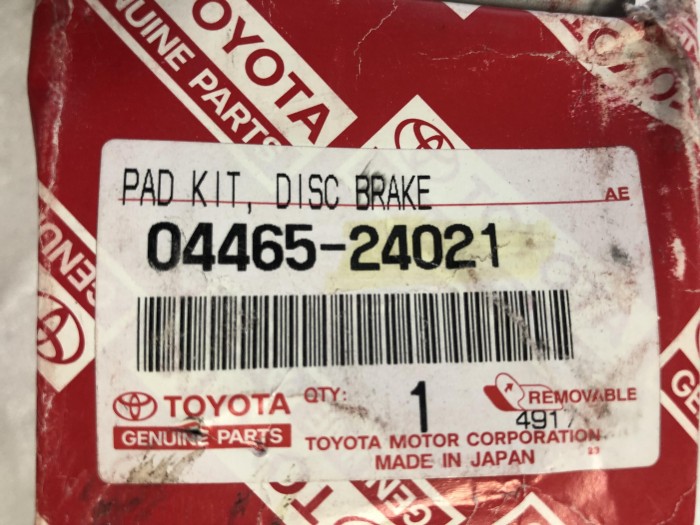 TOYOTA
GENUINE PARTS
PAD KIT, DISC BRAKE
AE
04465-24021
TOYOTA
GENUINE PARTS
QTY:
1
REMOVABLE
4917
TOYOTA MOTOR CORPORATION
MADE IN JAPAN